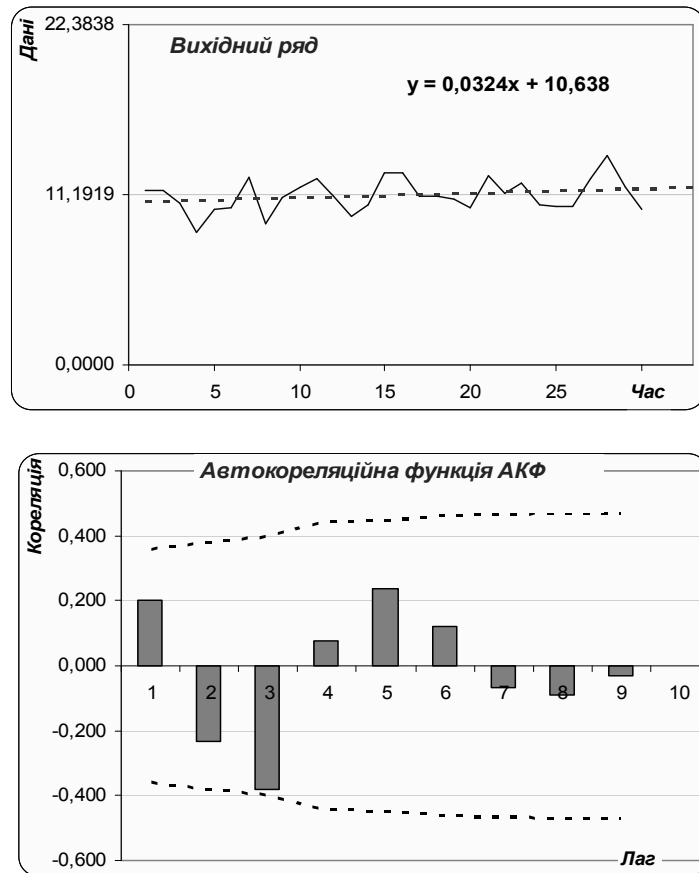 22,3838
Дані
Вихідний ряд
y = 0,0324x + 10,638
11,1919
0,0000
0 5 10 15 20 25 Час
0,600
Автокореляційна функція АКФ
Кореляція
0,400
0,200
0,000
1 2 3 4 5 6 7 8 9 10
-0,200
-0,400
-0,600
Лаг